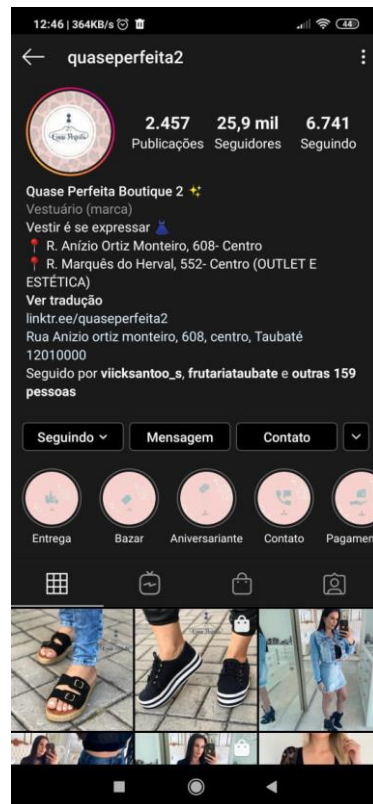 12:46 | 364KB/s
44
quaseperfeita2
2.457 25,9 mil 6.741
Publicações Seguidores Seguindo
Quase Perfeita Boutique 2
Vestuário (marca)
Vestir é se expressar
R. Anízio Ortiz Monteiro, 608- Centro
R. Marquês do Herval, 552- Centro (OUTLET E
ESTÉTICA)
Ver tradução
linktr.ee/quaseperfeita2
Rua Anizio ortiz monteiro, 608, centro, Taubaté
12010000
Seguido por viicksantoo_s, frutariataubate e outras 159
pessoas
Seguindo Mensagem Contato
Entrega Bazar Aniversariante Contato Pagamen